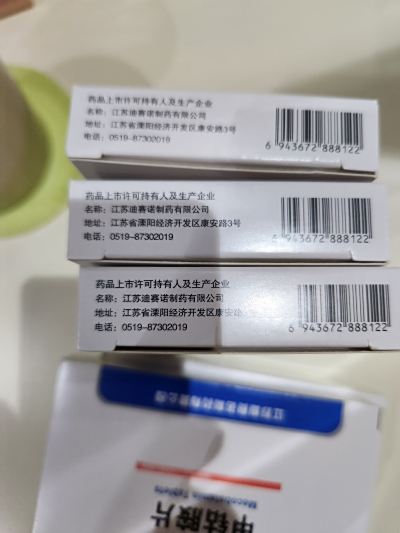 药品上市许可持有人及生产企业
名称：江苏迪赛诺制药有限公司
地址：江苏省溧阳经济开发区康安路3号
电话：0519-87302019
6 943672 888122
药品上市许可持有人及生产企业
名称：江苏迪赛诺制药有限公司
地址：江苏省溧阳经济开发区康安路3号
电话：0519-87302019
6 943672 888122
药品上市许可持有人及生产企业
名称：江苏迪赛诺制药有限公司
地址：江苏省溧阳经济开发区康安路3号
电话：0519-87302019
6 943672 888122
江苏迪赛诺制药有限公司
Mecobalamin Tablets
甲钴胺片